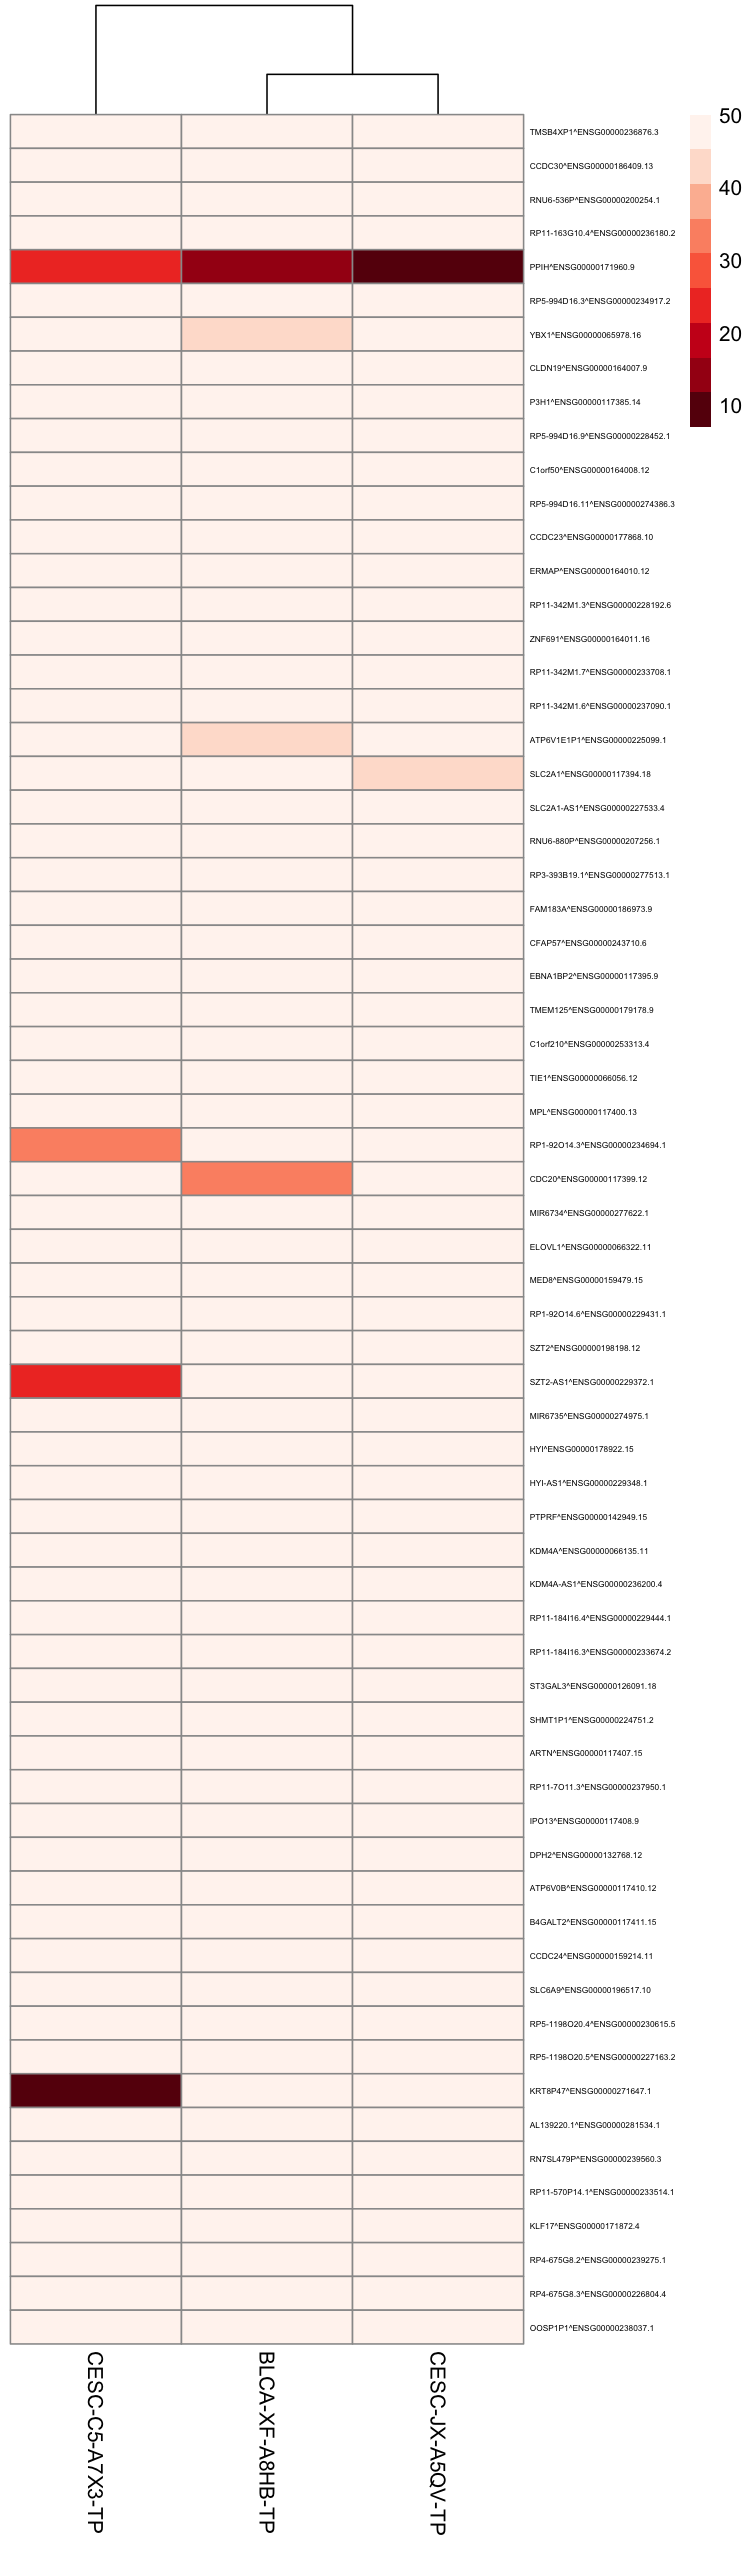 TMSB4XP1^ENSG00000236876.3
CCDC30^ENSG00000186409.13
RNU6-536P^ENSG00000200254.1
RP11-163G10.4^ENSG00000236180.2
PPIH^ENSG00000171960.9
RP5-994D16.3^ENSG00000234917.2
YBX1^ENSG00000065978.16
CLDN19^ENSG00000164007.9
P3H1^ENSG00000117385.14
RP5-994D16.9^ENSG00000228452.1
C1orf50^ENSG00000164008.12
RP5-994D16.11^ENSG00000274386.3
CCDC23^ENSG00000177868.10
ERMAP^ENSG00000164010.12
RP11-342M1.3^ENSG00000228192.6
ZNF691^ENSG00000164011.16
RP11-342M1.7^ENSG00000233708.1
RP11-342M1.6^ENSG00000237090.1
ATP6V1E1P1^ENSG00000225099.1
SLC2A1^ENSG00000117394.18
SLC2A1-AS1^ENSG00000227533.4
RNU6-880P^ENSG00000207256.1
RP3-393B19.1^ENSG00000277513.1
FAM183A^ENSG00000186973.9
CFAP57^ENSG00000243710.6
EBNA1BP2^ENSG00000117395.9
TMEM125^ENSG00000179178.9
C1orf210^ENSG00000253313.4
TIE1^ENSG00000066056.12
MPL^ENSG00000117400.13
RP1-92O14.3^ENSG00000234694.1
CDC20^ENSG00000117399.12
MIR6734^ENSG00000277622.1
ELOVL1^ENSG00000066322.11
MED8^ENSG00000159479.15
RP1-92O14.6^ENSG00000229431.1
SZT2^ENSG00000198198.12
SZT2-AS1^ENSG00000229372.1
MIR6735^ENSG00000274975.1
HYI^ENSG00000178922.15
HYI-AS1^ENSG00000229348.1
PTPRF^ENSG00000142949.15
KDM4A^ENSG00000066135.11
KDM4A-AS1^ENSG00000236200.4
RP11-184I16.4^ENSG00000229444.1
RP11-184I16.3^ENSG00000233674.2
ST3GAL3^ENSG00000126091.18
SHMT1P1^ENSG00000224751.2
ARTN^ENSG00000117407.15
RP11-7O11.3^ENSG00000237950.1
IPO13^ENSG00000117408.9
DPH2^ENSG00000132768.12
ATP6V0B^ENSG00000117410.12
B4GALT2^ENSG00000117411.15
CCDC24^ENSG00000159214.11
SLC6A9^ENSG00000196517.10
RP5-1198O20.4^ENSG00000230615.5
RP5-1198O20.5^ENSG00000227163.2
KRT8P47^ENSG00000271647.1
AL139220.1^ENSG00000281534.1
RN7SL479P^ENSG00000239560.3
RP11-570P14.1^ENSG00000233514.1
KLF17^ENSG00000171872.4
RP4-675G8.2^ENSG00000239275.1
RP4-675G8.3^ENSG00000226804.4
OOSP1P1^ENSG00000238037.1
50
40
30
20
10
CESC-C5-A7X3-TP
BLCA-XF-A8HB-TP
CESC-JX-A5QV-TP